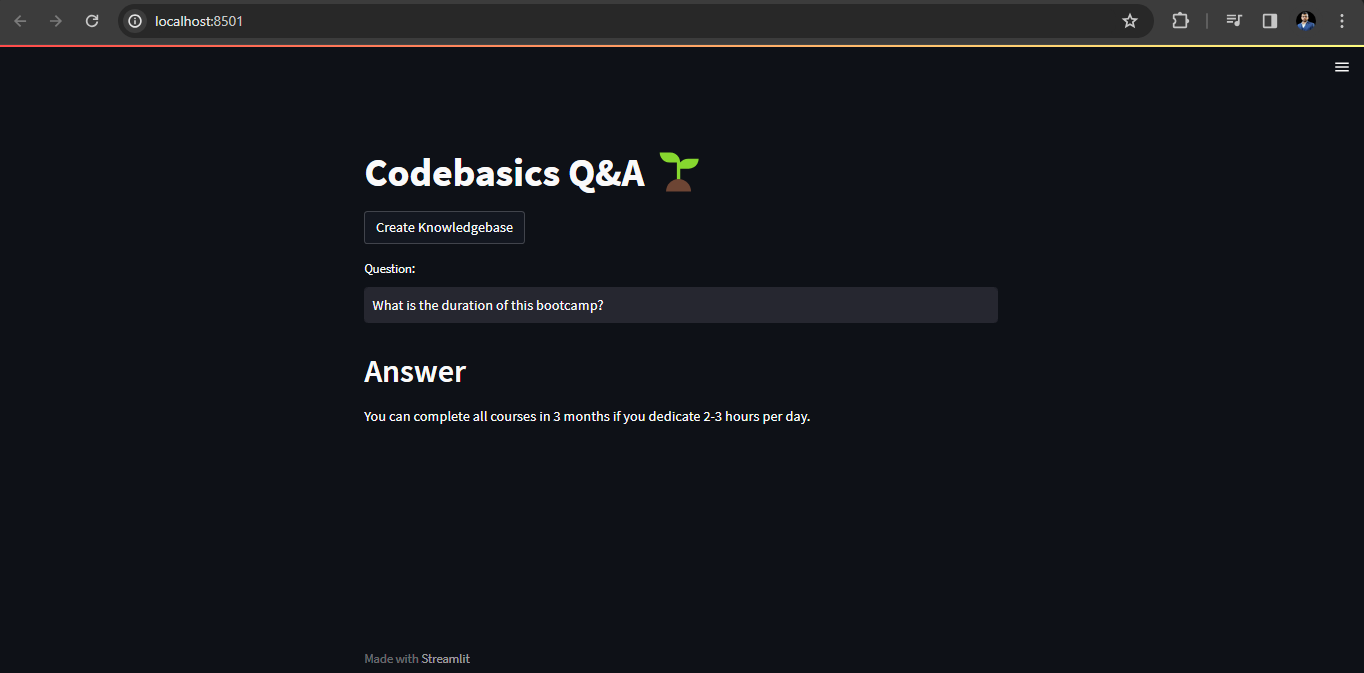 localhost:8501
Codebasics Q&A
Create Knowledgebase
Question:
What is the duration of this bootcamp?
Answer
You can complete all courses in 3 months if you dedicate 2-3 hours per day.
Made with Streamlit